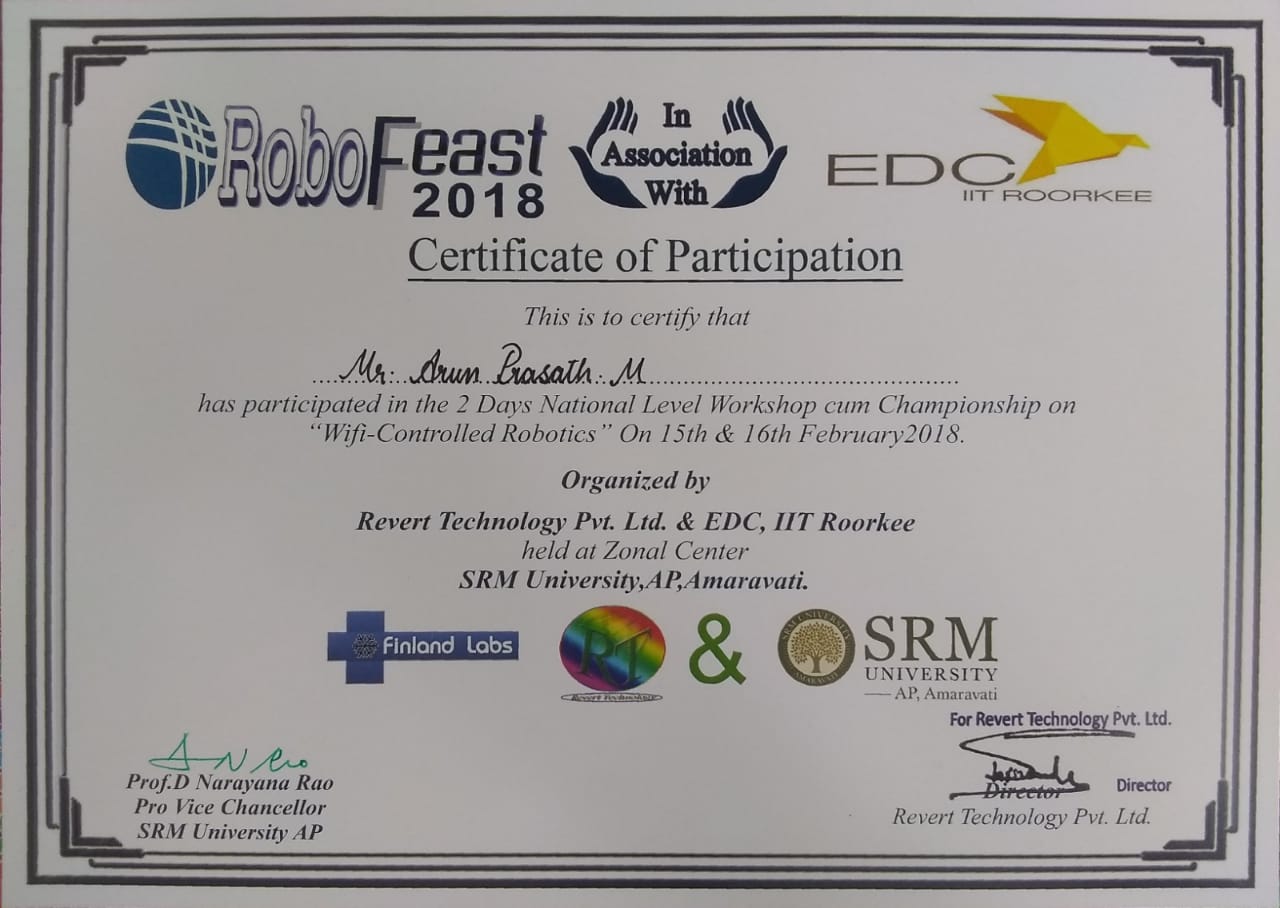 RoboFeast
2018
In
Association
With
EDC
IIT ROORKEE
Certificate of Participation
This is to certify that
Mr. Arun Prasath. M
has participated in the 2 Days National Level Workshop cum Championship on
“Wifi-Controlled Robotics” On 15th & 16th February2018.
Organized by
Revert Technology Pvt. Ltd. & EDC, IIT Roorkee
held at Zonal Center
SRM University,AP,Amaravati.
Finland Labs
RT
Revert Technology
&
SRM UNIVERSITY
AMARAVATI
SRM
UNIVERSITY
AP, Amaravati
For Revert Technology Pvt. Ltd.
Director
Director
Revert Technology Pvt. Ltd.
Prof.D Narayana Rao
Pro Vice Chancellor
SRM University AP